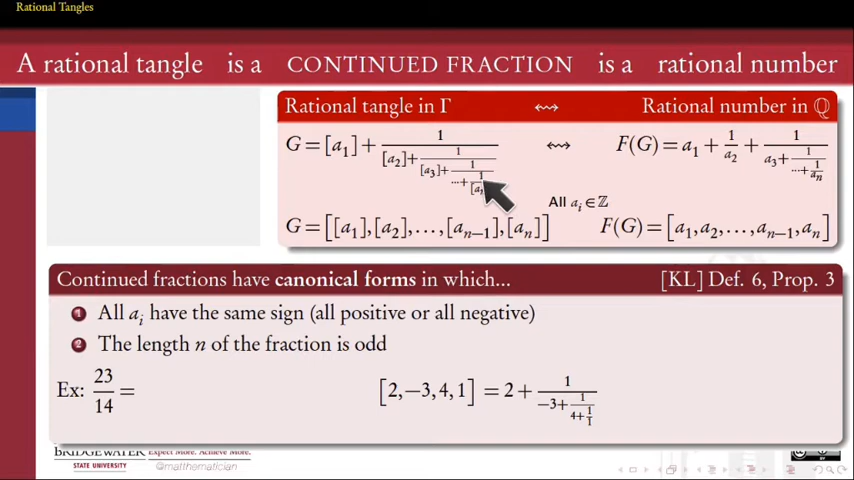 Rational Tangles
A rational tangle is a CONTINUED FRACTION is a rational number
Rational tangle in Γ ⇝ Rational number in ℚ
G = [a₁] + 1/([a₂] + 1/([a₃] + 1/(⋯ + 1/[aₙ]))) ⇝ F(G) = a₁ + 1/a₂ + 1/(a₃ + 1/(⋯ + 1/aₙ))
All aᵢ ∈ ℤ
G = [[a₁], [a₂], …, [aₙ₋₁], [aₙ]] F(G) = [a₁, a₂, …, aₙ₋₁, aₙ]
Continued fractions have canonical forms in which... [KL] Def. 6, Prop. 3
1 All aᵢ have the same sign (all positive or all negative)
2 The length n of the fraction is odd
Ex: 23/14 = [2, −3, 4, 1] = 2 + 1/(−3 + 1/(4 + 1/1))
BRIDGEWATER Expect More. Achieve More.
STATE UNIVERSITY @matthematician